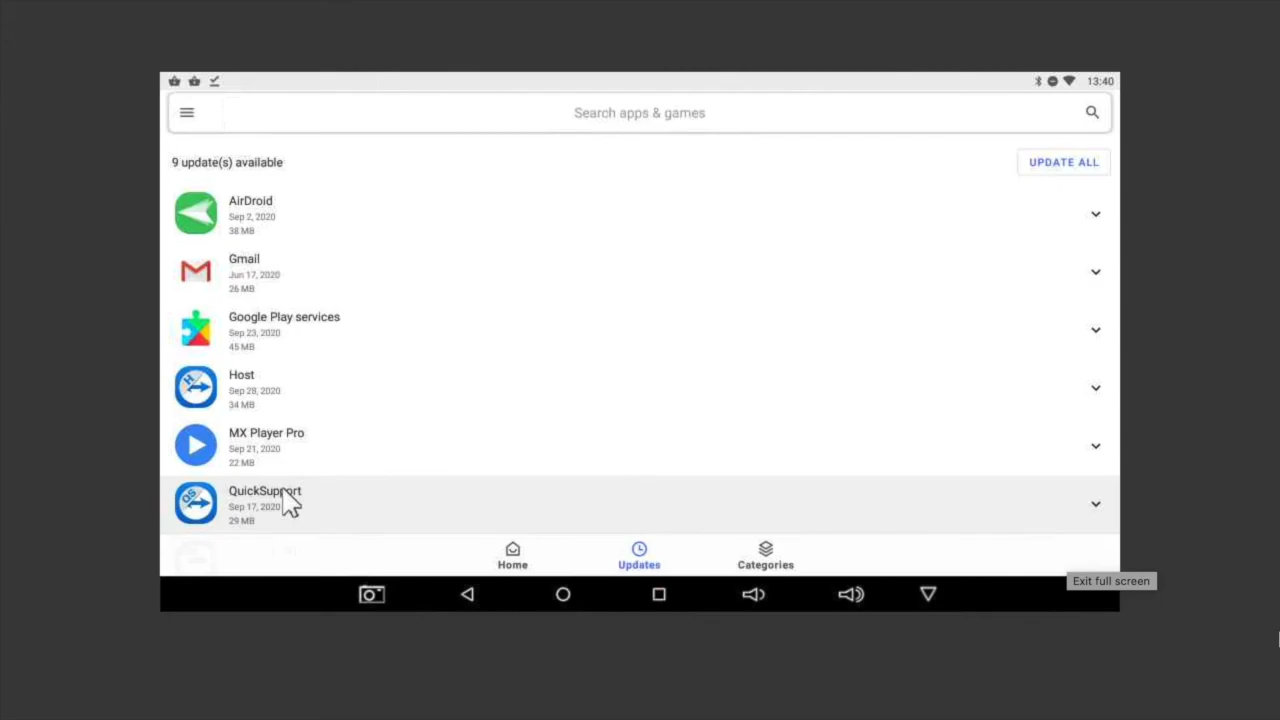 13:40
Search apps & games
9 update(s) available
UPDATE ALL
AirDroid
Sep 2, 2020
38 MB
Gmail
Jun 17, 2020
26 MB
Google Play services
Sep 23, 2020
45 MB
Host
Sep 28, 2020
34 MB
MX Player Pro
Sep 21, 2020
22 MB
QuickSupport
Sep 17, 2020
29 MB
Home
Updates
Categories
Exit full screen